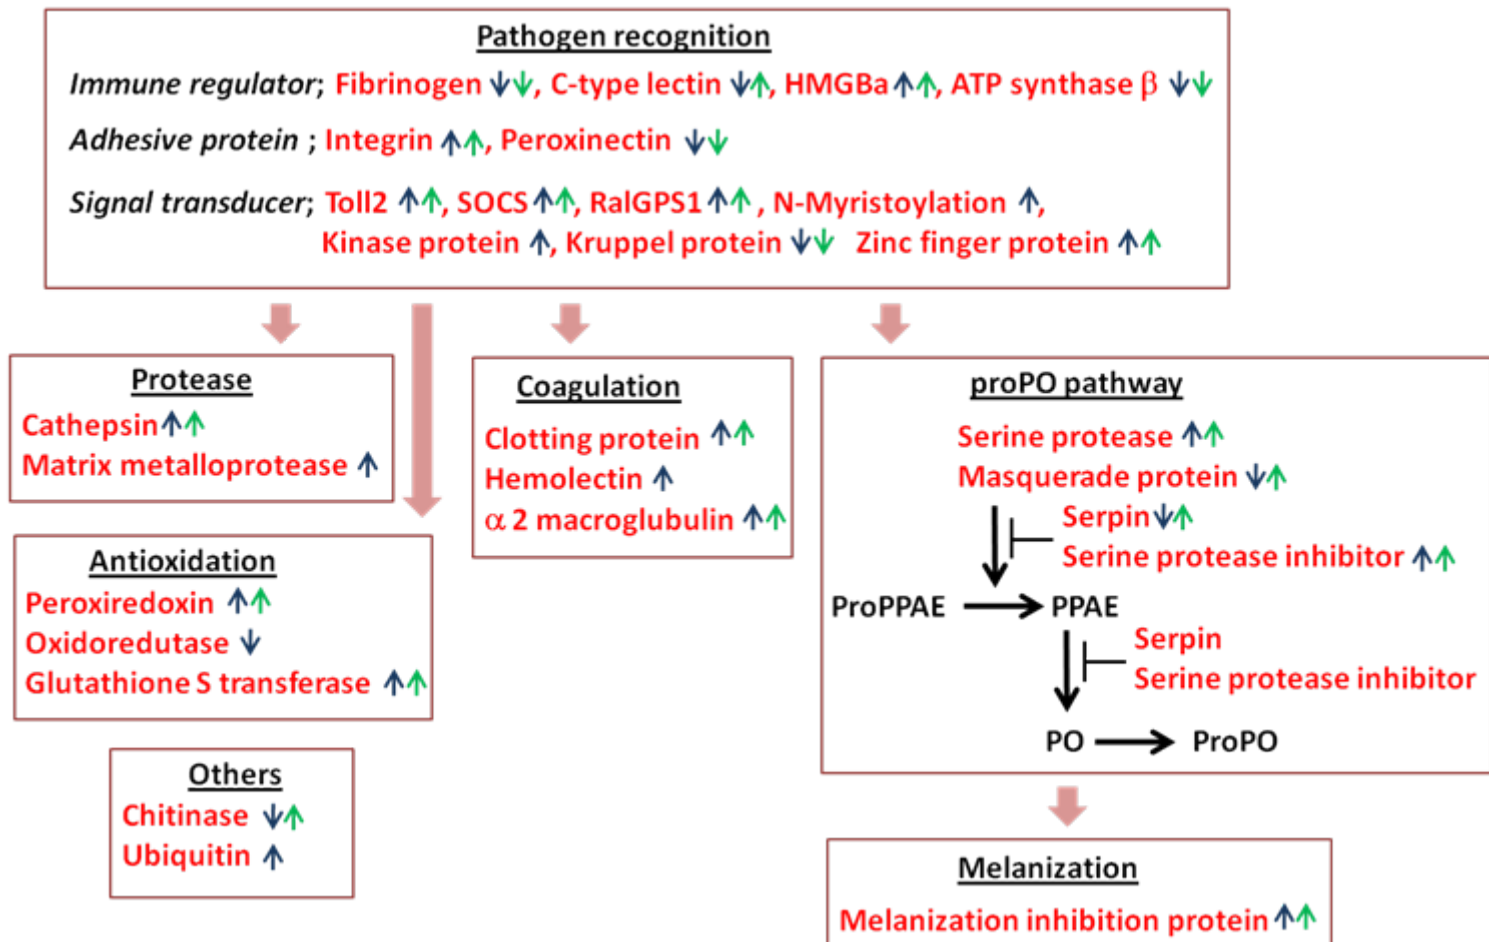 Pathogen recognition
Immune regulator; Fibrinogen ↓↓, C-type lectin ↓↑, HMGBa ↑↑, ATP synthase β ↓↓
Adhesive protein ; Integrin ↑↑, Peroxinectin ↓↓
Signal transducer; Toll2 ↑↑, SOCS ↑↑, RalGPS1 ↑↑ , N-Myristoylation ↑,
Kinase protein ↑, Kruppel protein ↓↓ Zinc finger protein ↑↑
Protease
Cathepsin ↑↑
Matrix metalloprotease ↑
Antioxidation
Peroxiredoxin ↑↑
Oxidoredutase ↓
Glutathione S transferase ↑↑
Others
Chitinase ↓↑
Ubiquitin ↑
Coagulation
Clotting protein ↑↑
Hemolectin ↑
α 2 macroglubulin ↑↑
proPO pathway
Serine protease ↑↑
Masquerade protein ↓↑
Serpin ↓↑
Serine protease inhibitor ↑↑
ProPPAE → PPAE
Serpin
Serine protease inhibitor
PO → ProPO
Melanization
Melanization inhibition protein ↑↑